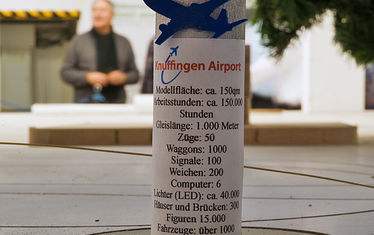 Knuffingen Airport
Modellfläche: ca. 150qm
Arbeitsstunden: ca. 150.000
Stunden
Gleislänge: 1.000 Meter
Züge: 50
Waggons: 1000
Signale: 100
Weichen: 200
Computer: 6
Lichter (LED): ca. 40.000
Häuser und Brücken: 300
Figuren 15.000
Fahrzeuge: über 1000